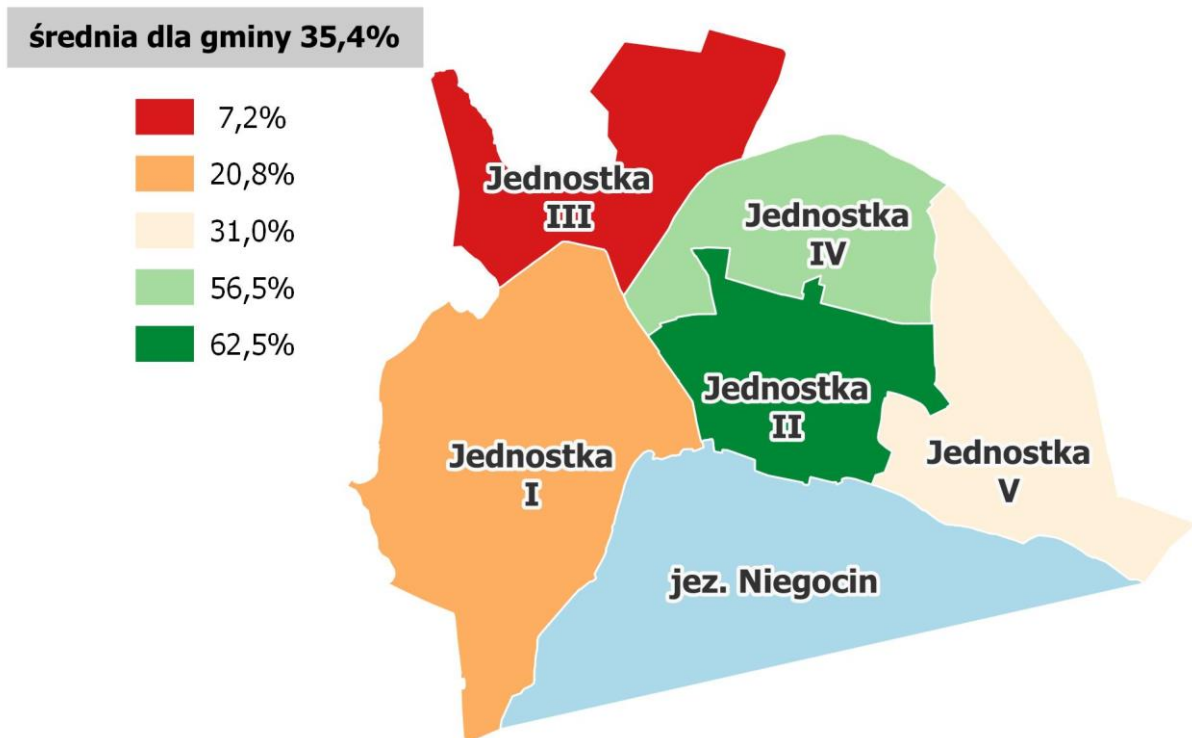 średnia dla gminy 35,4%
7,2%
20,8%
31,0%
56,5%
62,5%
Jednostka
III
Jednostka
IV
Jednostka
II
Jednostka
I
Jednostka
V
jez. Niegocin